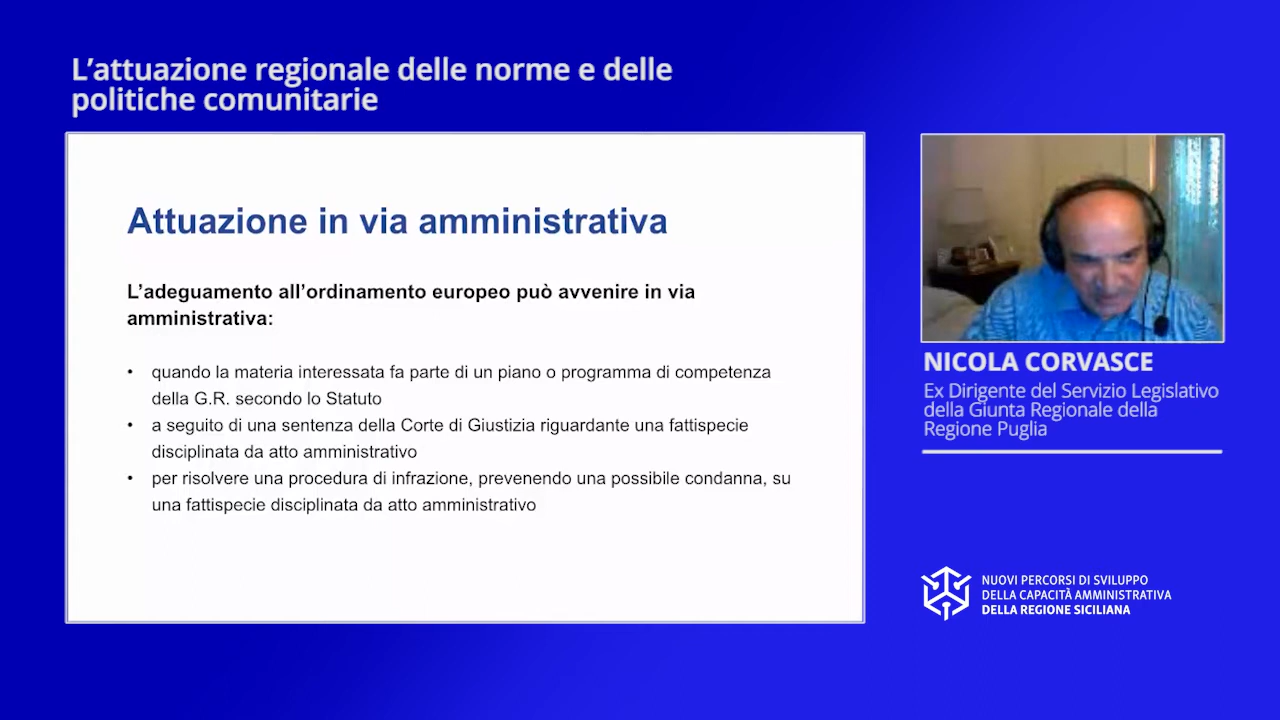 L’attuazione regionale delle norme e delle
politiche comunitarie
Attuazione in via amministrativa
L’adeguamento all’ordinamento europeo può avvenire in via
amministrativa:
• quando la materia interessata fa parte di un piano o programma di competenza
della G.R. secondo lo Statuto
• a seguito di una sentenza della Corte di Giustizia riguardante una fattispecie
disciplinata da atto amministrativo
• per risolvere una procedura di infrazione, prevenendo una possibile condanna, su
una fattispecie disciplinata da atto amministrativo
NICOLA CORVASCE
Ex Dirigente del Servizio Legislativo
della Giunta Regionale della
Regione Puglia
NUOVI PERCORSI DI SVILUPPO
DELLA CAPACITÀ AMMINISTRATIVA
DELLA REGIONE SICILIANA